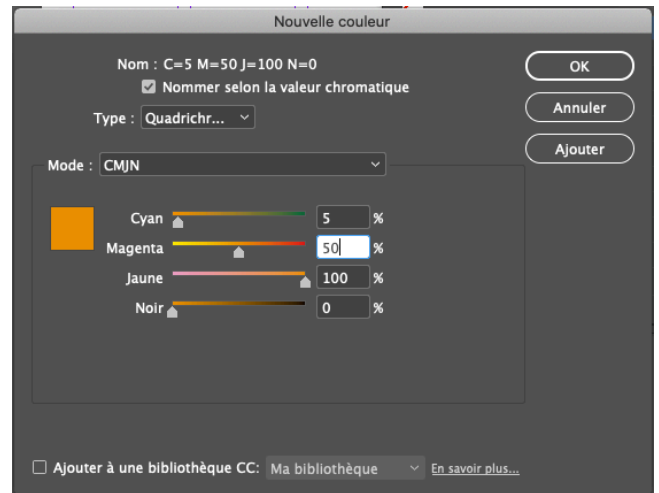 Nouvelle couleur
Nom : C=5 M=50 J=100 N=0
Nommer selon la valeur chromatique
Type : Quadrichr...
OK
Annuler
Ajouter
Mode : CMJN
Cyan 5 %
Magenta 50 %
Jaune 100 %
Noir 0 %
Ajouter à une bibliothèque CC: Ma bibliothèque En savoir plus...